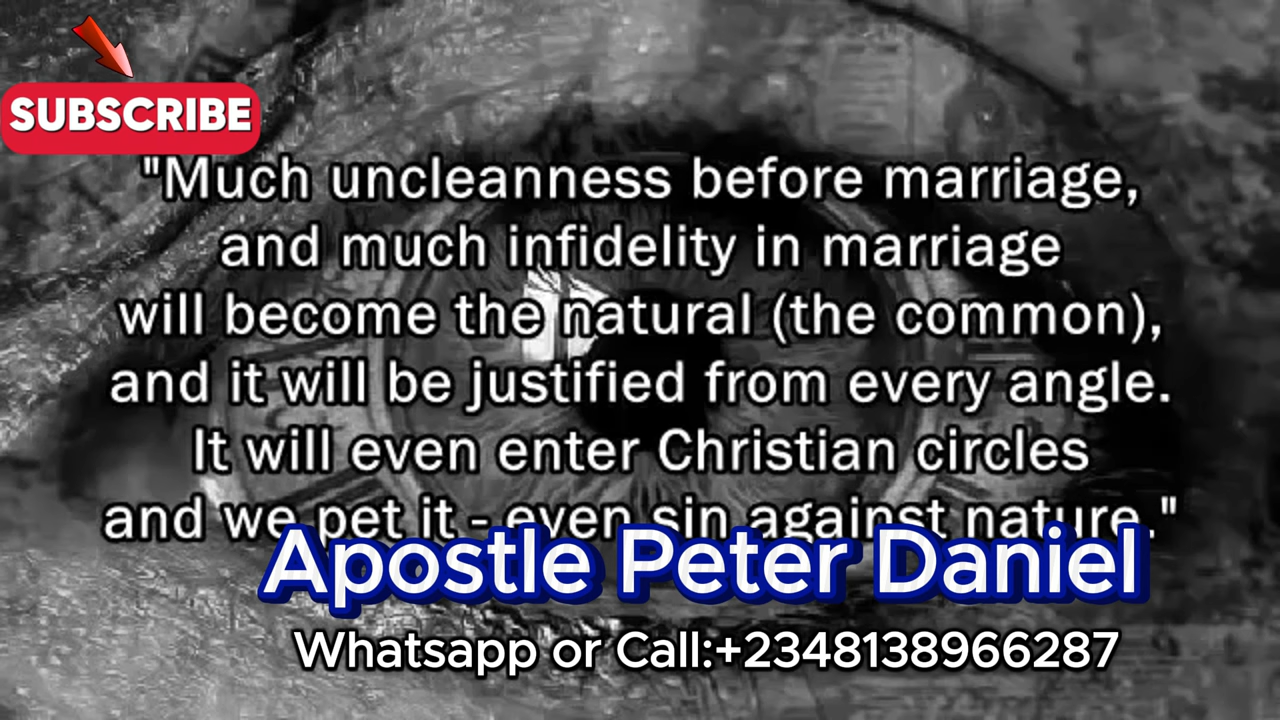 SUBSCRIBE
"Much uncleanness before marriage,
and much infidelity in marriage
will become the natural (the common),
and it will be justified from every angle.
It will even enter Christian circles
and we pet it - even sin against nature."
Apostle Peter Daniel
Whatsapp or Call:+2348138966287